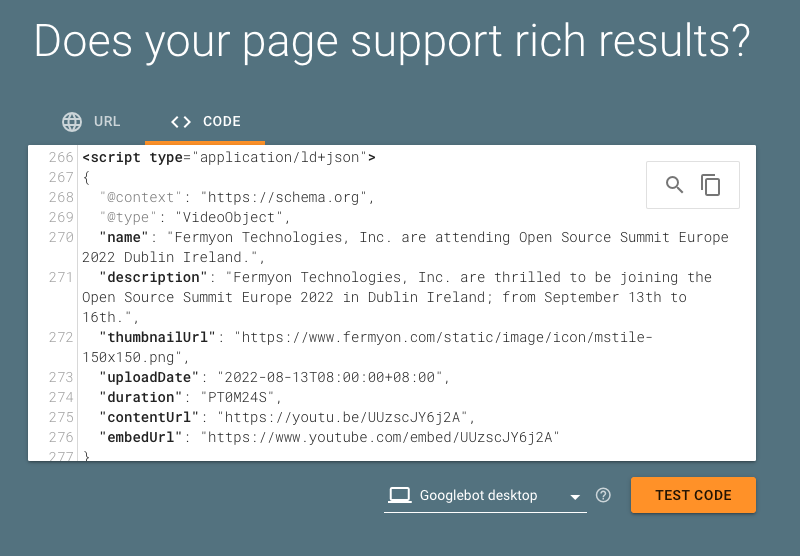 Does your page support rich results?
URL
CODE
266 <script type="application/ld+json">
267 {
268 "@context": "https://schema.org",
269 "@type": "VideoObject",
270 "name": "Fermyon Technologies, Inc. are attending Open Source Summit Europe
2022 Dublin Ireland.",
271 "description": "Fermyon Technologies, Inc. are thrilled to be joining the
Open Source Summit Europe 2022 in Dublin Ireland; from September 13th to
16th.",
272 "thumbnailUrl": "https://www.fermyon.com/static/image/icon/mstile-
150x150.png",
273 "uploadDate": "2022-08-13T08:00:00+08:00",
274 "duration": "PT0M24S",
275 "contentUrl": "https://youtu.be/UUzscJY6j2A",
276 "embedUrl": "https://www.youtube.com/embed/UUzscJY6j2A"
277 }
Googlebot desktop
TEST CODE